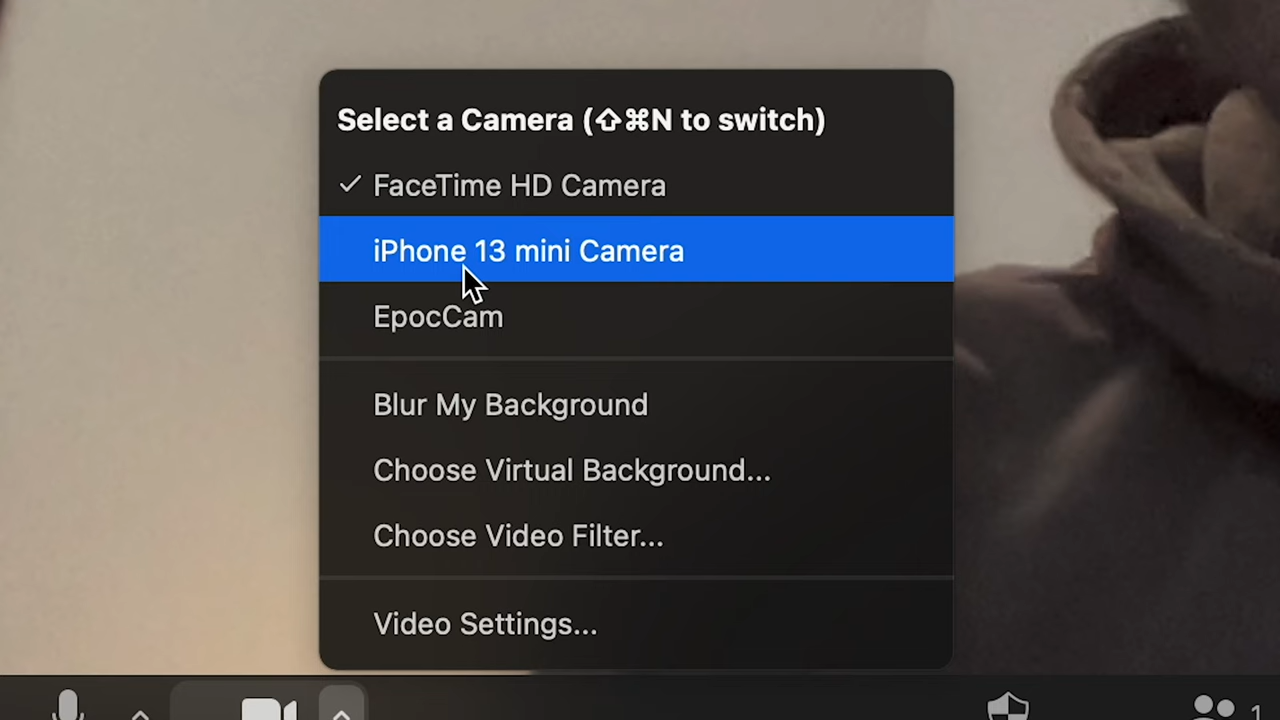 Select a Camera (⇧⌘N to switch)
✓ FaceTime HD Camera
iPhone 13 mini Camera
EpocCam
Blur My Background
Choose Virtual Background...
Choose Video Filter...
Video Settings...
1